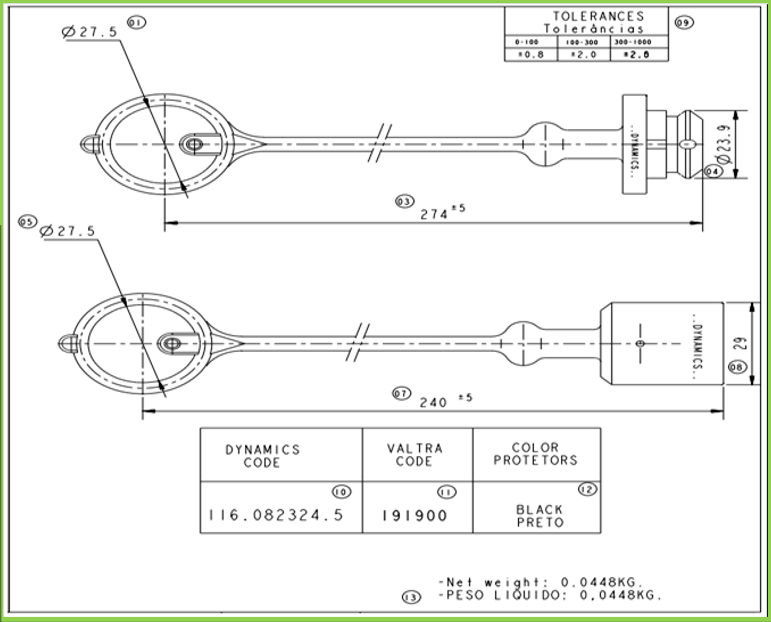 01
Ø27.5
TOLERANCES
Tolerâncias
0-100 100-300 300-1000
±0.8 ±2.0 ±2.6
09
..DYNAMICS..
Ø23.9
04
03
274 ±5
05
Ø27.5
..DYNAMICS..
29
08
07
240 ±5
DYNAMICS CODE
VALTRA CODE
COLOR PROTETORS
10
11
12
116.082324.5
191900
BLACK
PRETO
-Net weight: 0.0448KG.
13 -PESO LIQUIDO: 0,0448KG.